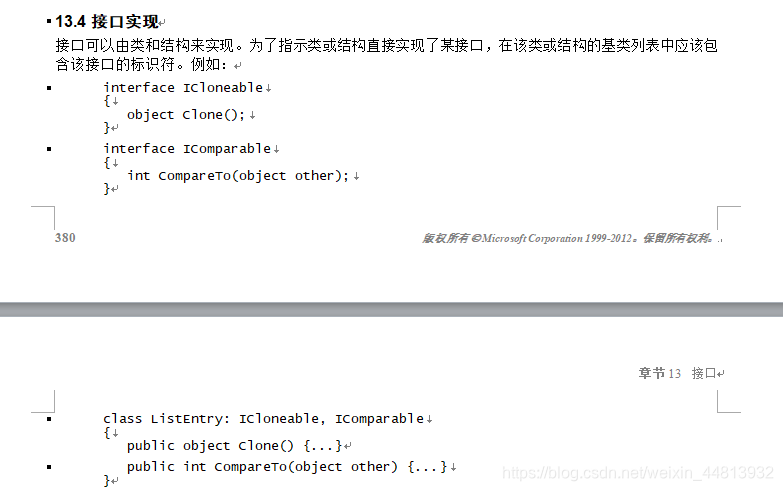 13.4 接口实现
接口可以由类和结构来实现。为了指示类或结构直接实现了某接口，在该类或结构的基类列表中应该包
含该接口的标识符。例如：
interface ICloneable
{
object Clone();
}
interface IComparable
{
int CompareTo(object other);
}
380
版权所有 ©Microsoft Corporation 1999-2012。保留所有权利。
章节 13 接口
class ListEntry: ICloneable, IComparable
{
public object Clone() {...}
public int CompareTo(object other) {...}
}
https://blog.csdn.net/weixin_44813932